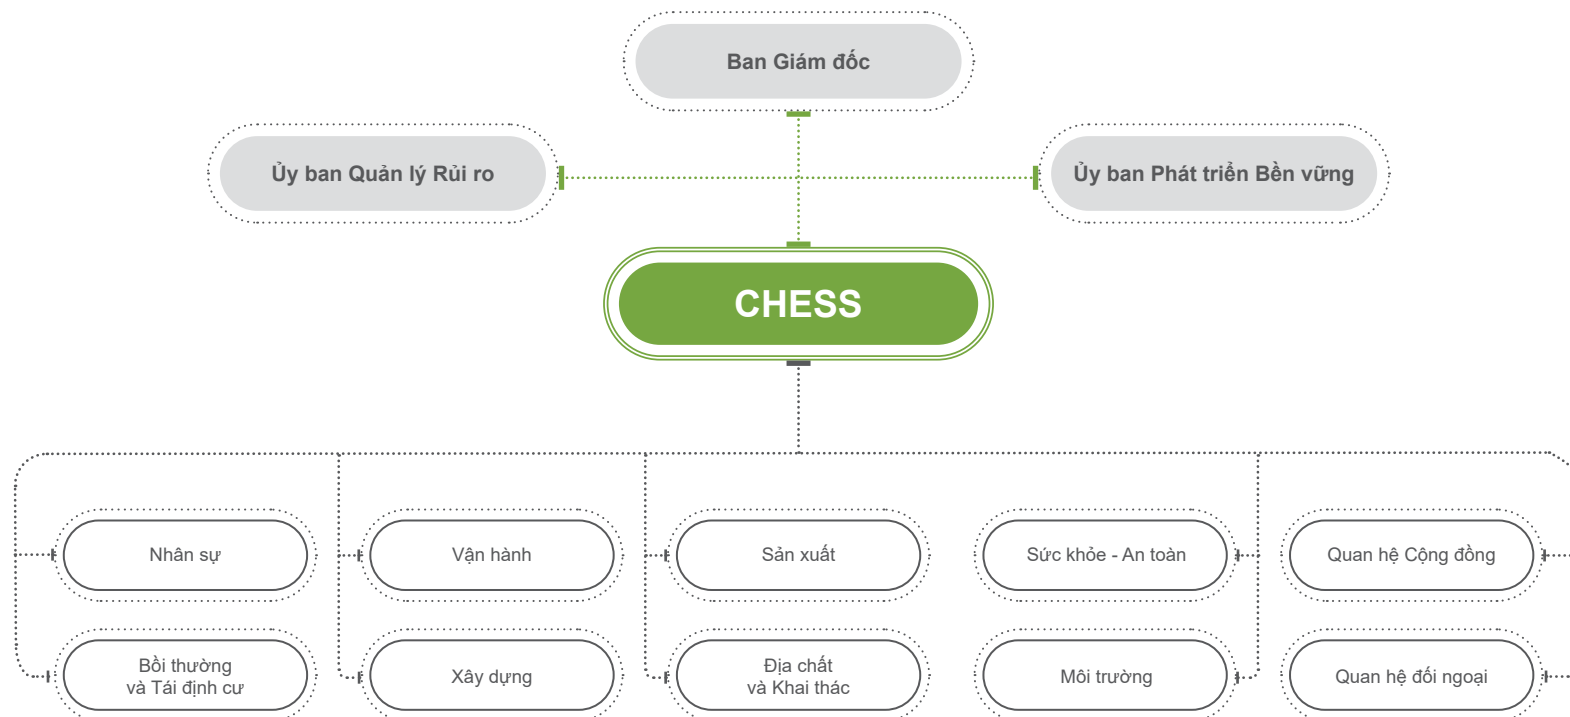 Ban Giám đốc
Ủy ban Quản lý Rủi ro
Ủy ban Phát triển Bền vững
CHESS
Nhân sự
Vận hành
Sản xuất
Sức khỏe - An toàn
Quan hệ Cộng đồng
Bồi thường
và Tái định cư
Xây dựng
Địa chất
và Khai thác
Môi trường
Quan hệ đối ngoại